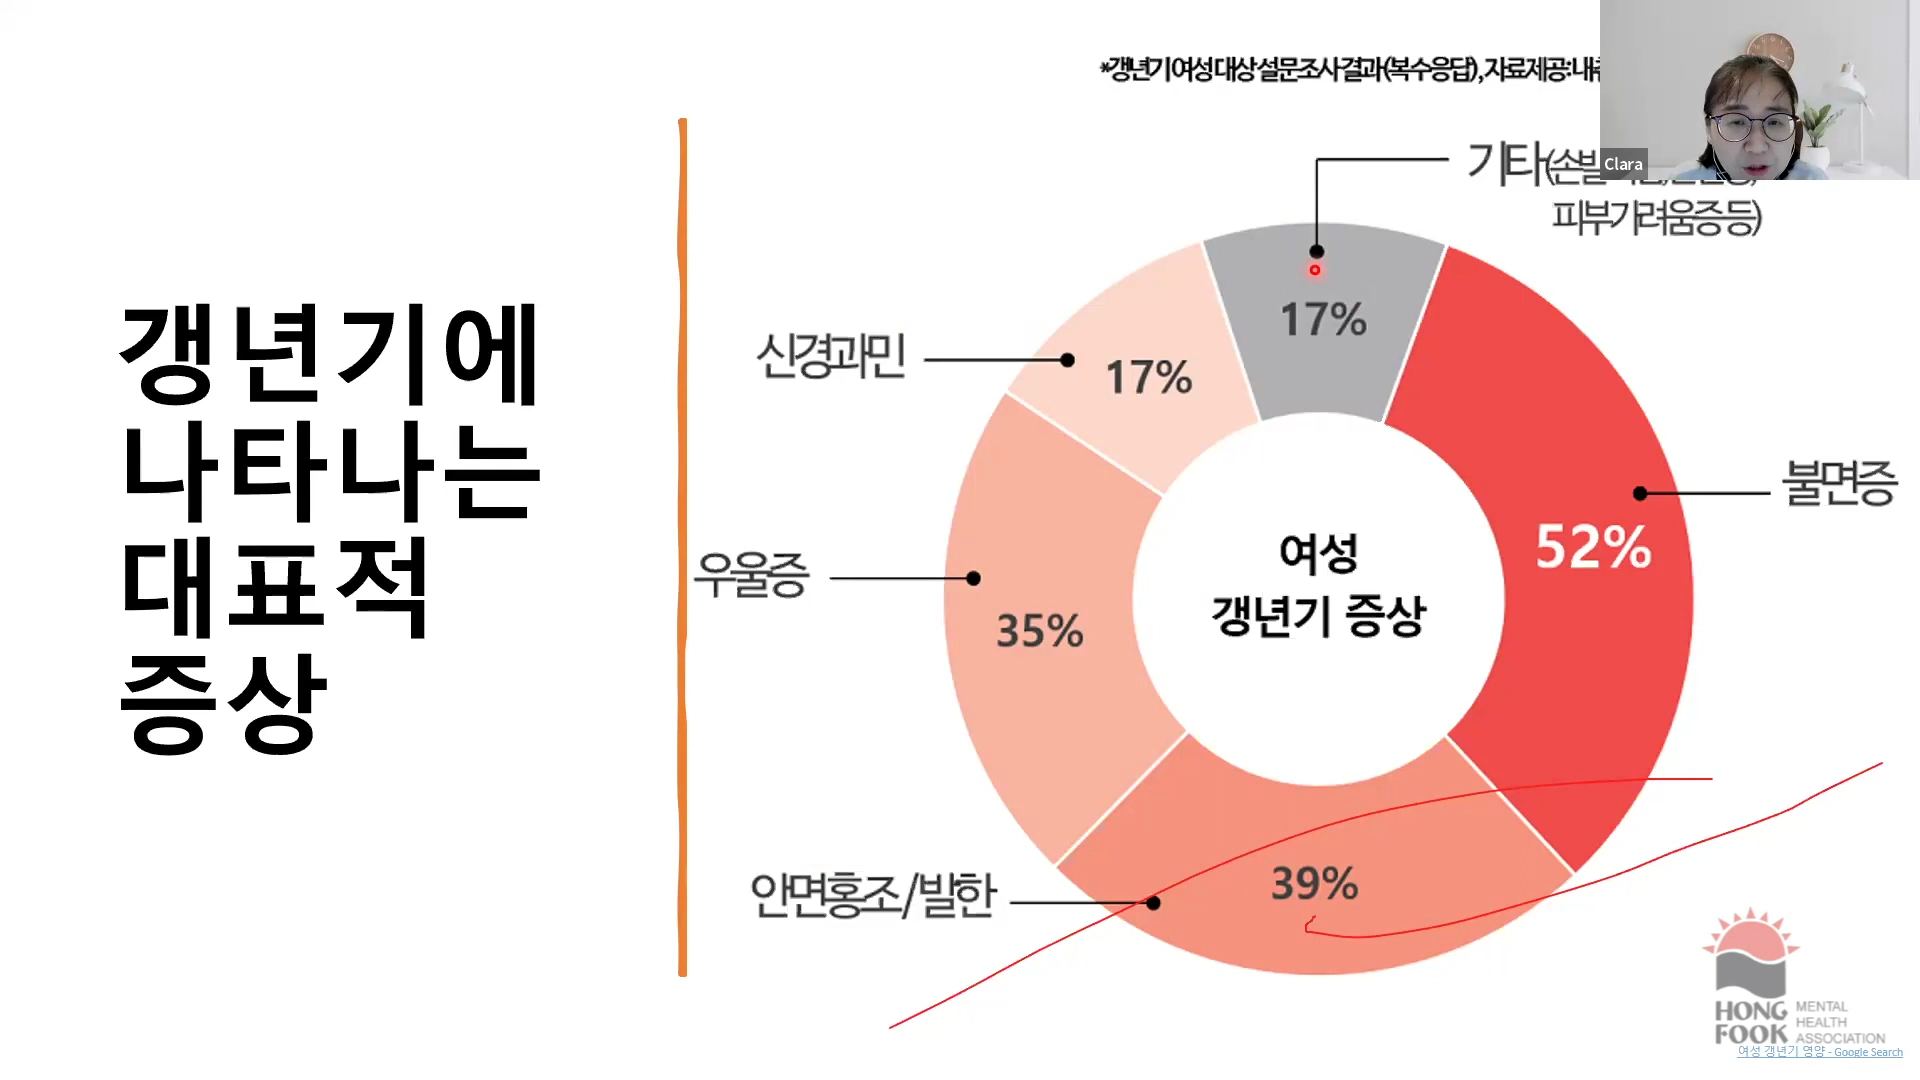 갱년기에
나타나는
대표적
증상
*갱년기 여성 대상 설문조사 결과(복수응답), 자료제공:
기타(손발
피부가려움증 등)
17%
신경과민
17%
불면증
52%
우울증
35%
여성
갱년기 증상
안면홍조/발한
39%
Clara
HONG FOOK
MENTAL
HEALTH
ASSOCIATION
여성 갱년기 영양 - Google Search